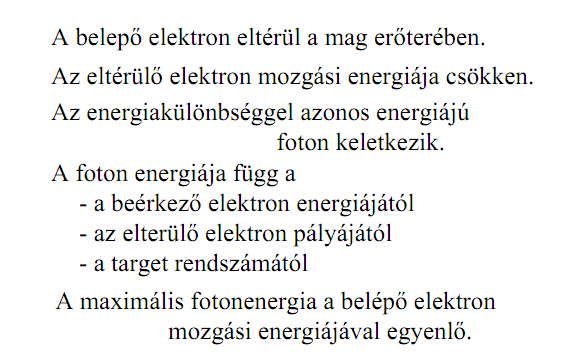 A belepő elektron eltérül a mag erőterében.
Az eltérülő elektron mozgási energiája csökken.
Az energiakülönbséggel azonos energiájú
foton keletkezik.
A foton energiája függ a
- a beérkező elektron energiájától
- az elterülő elektron pályájától
- a target rendszámától
A maximális fotonenergia a belépő elektron
mozgási energiájával egyenlő.